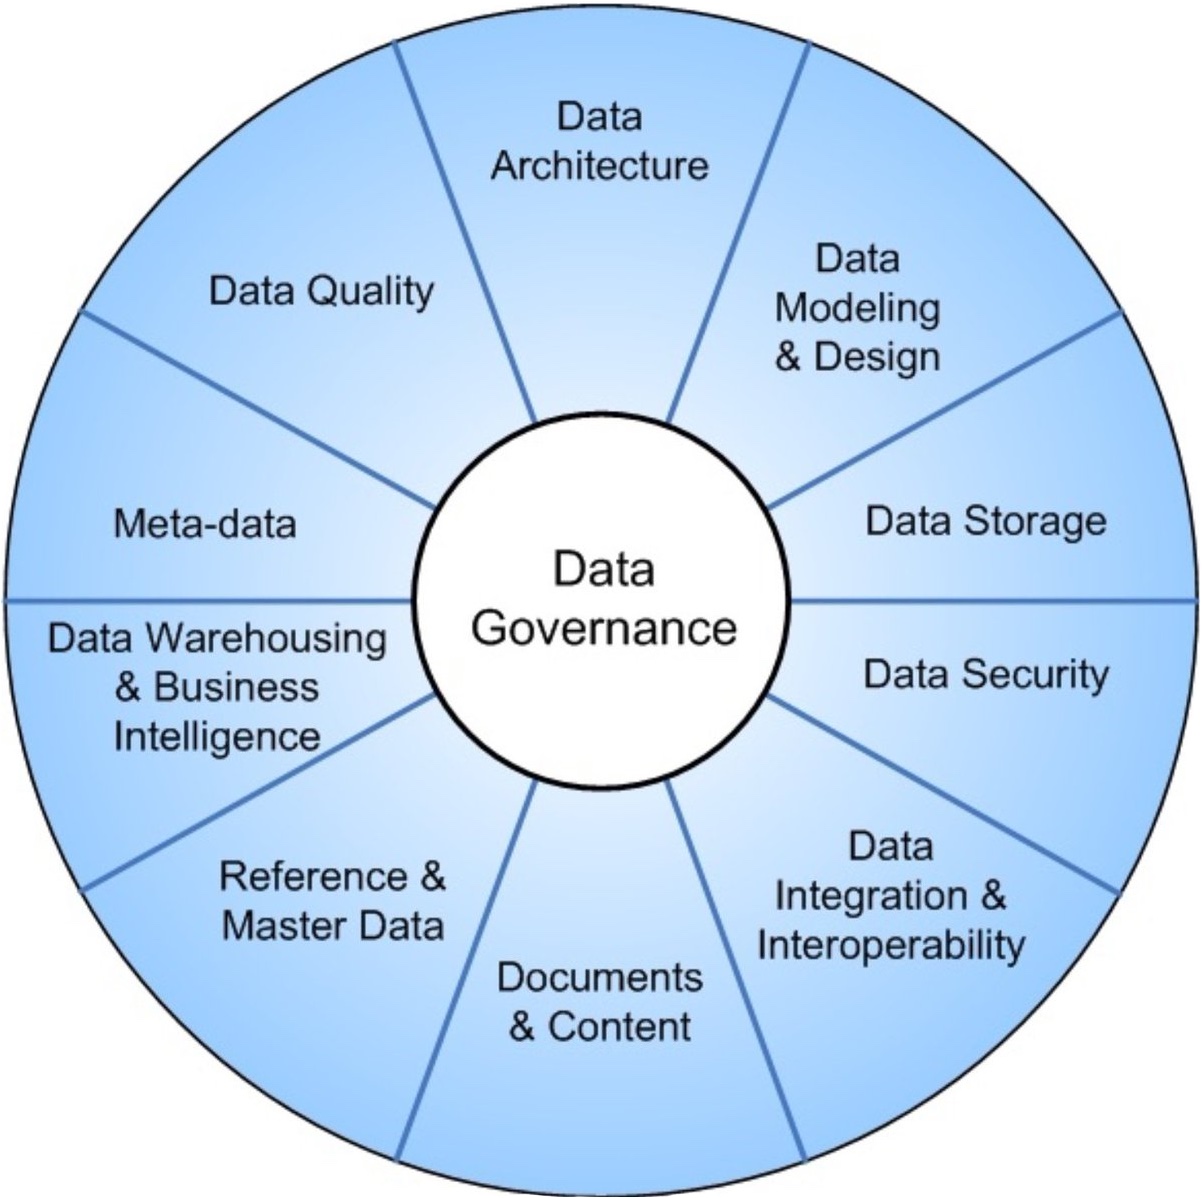 Data
Architecture
Data
Modeling
& Design
Data Storage
Data Security
Data
Integration &
Interoperability
Documents
& Content
Reference &
Master Data
Data Warehousing
& Business
Intelligence
Meta-data
Data Quality
Data
Governance